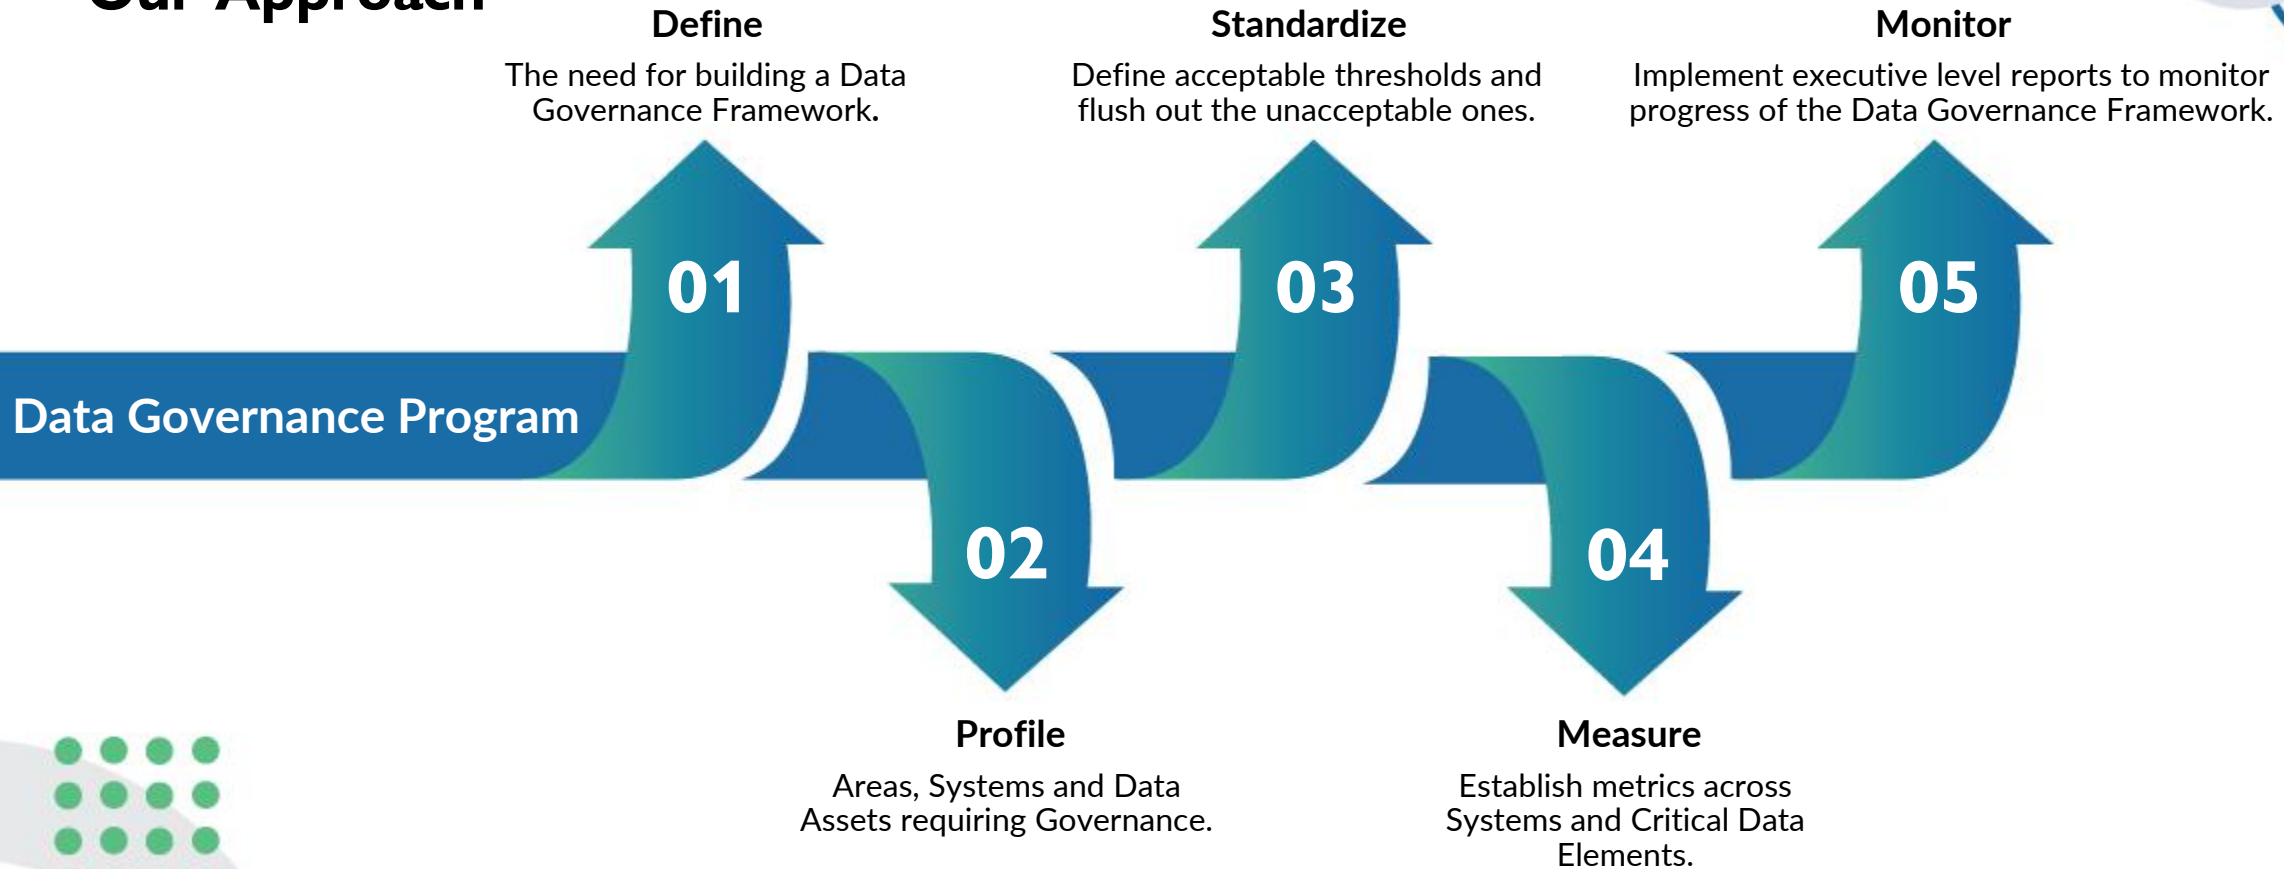 Our Approach
Define
The need for building a Data
Governance Framework.
Standardize
Define acceptable thresholds and
flush out the unacceptable ones.
Monitor
Implement executive level reports to monitor
progress of the Data Governance Framework.
01
03
05
Data Governance Program
02
04
Profile
Areas, Systems and Data
Assets requiring Governance.
Measure
Establish metrics across
Systems and Critical Data
Elements.